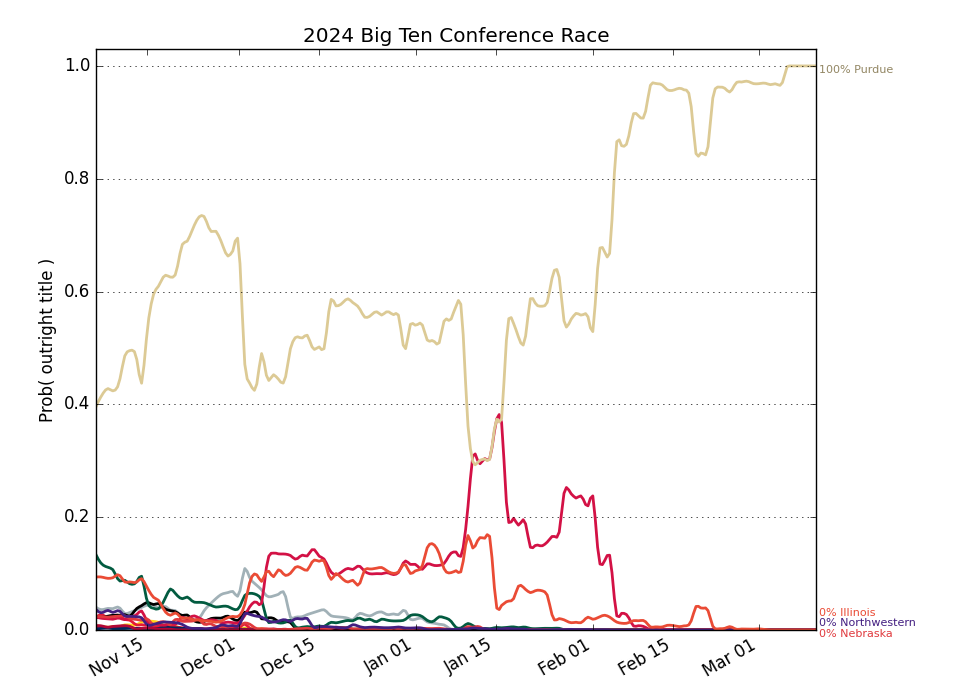 2024 Big Ten Conference Race
Prob( outright title )
1.0
0.8
0.6
0.4
0.2
0.0
Nov 15
Dec 01
Dec 15
Jan 01
Jan 15
Feb 01
Feb 15
Mar 01
100% Purdue
0% Illinois
0% Northwestern
0% Nebraska